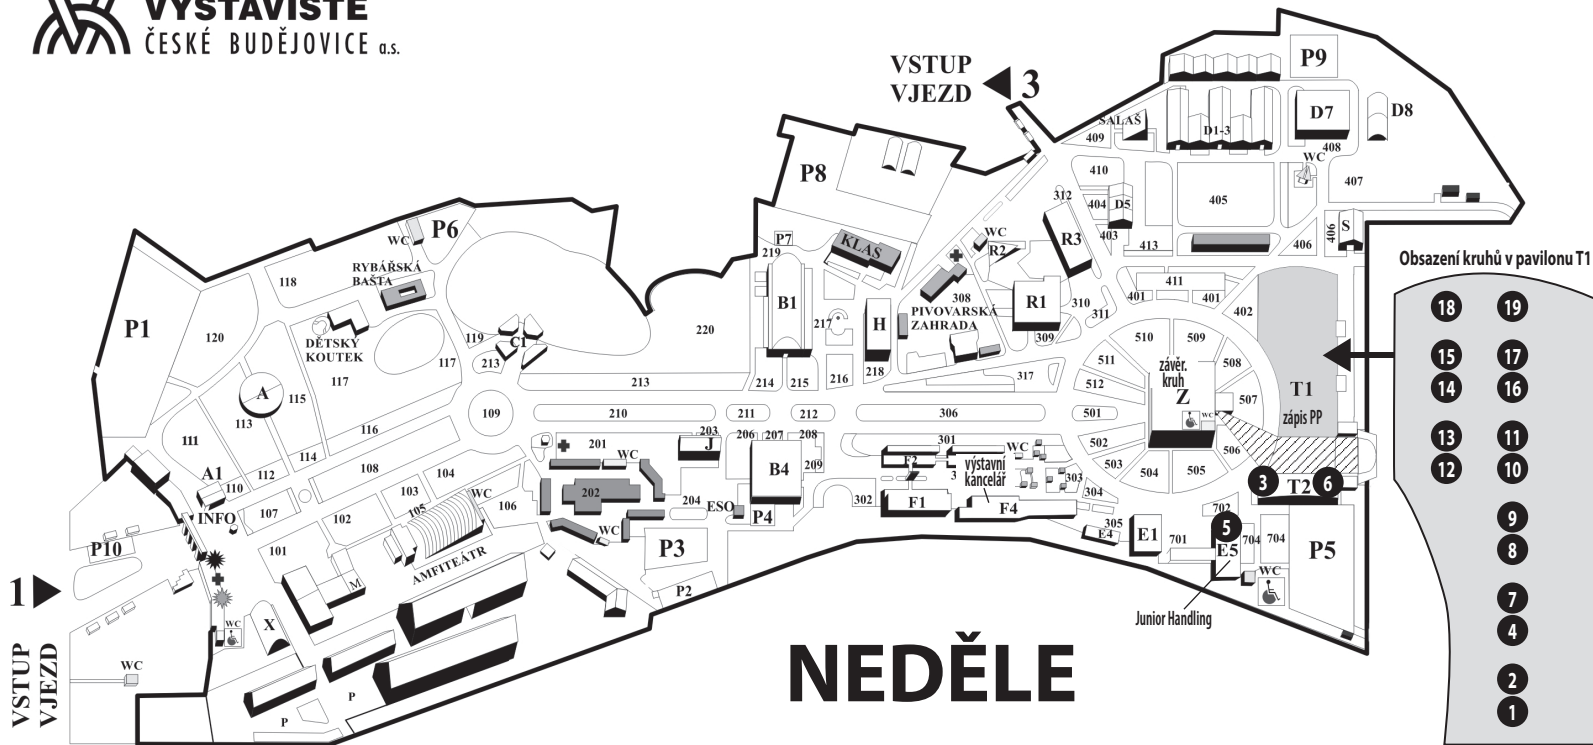 VÝSTAVIŠTĚ
ČESKÉ BUDĚJOVICE a.s.
VSTUP
VJEZD
3
P9
D7
D8
SALAŠ
D1-3
409
408
WC
410
407
P8
405
312
404
D5
403
413
406
406
S
R3
WC
R2
P7
219
KLAS
B1
H
217
308
PIVOVARSKÁ
ZAHRADA
R1
310
311
309
411
401
401
402
P6
WC
RYBÁŘSKÁ
BAŠTA
118
P1
120
DĚTSKÝ
KOUTEK
117
117
119
C1
213
220
213
214
215
216
218
317
510
509
511
508
512
závěr.
kruh
Z
WC
507
T1
zápis PP
A
115
113
111
116
109
210
211
212
306
501
114
112
108
104
A1
110
107
103
102
105
WC
106
INFO
101
AMFITEÁTR
M
P10
1
VSTUP
VJEZD
WC
WC
X
P
P
201
WC
202
203
J
204
206
207
208
B4
209
ESO
P4
WC
P3
P2
301
F2
3
WC
výstavní
kancelář
303
302
F1
F4
304
305
E4
E1
502
503
504
505
506
3
T2
6
702
701
5
E5
704
704
WC
P5
Junior Handling
NEDĚLE
Obsazení kruhů v pavilonu T1
18 19
15 17
14 16
13 11
12 10
9
8
7
4
2
1